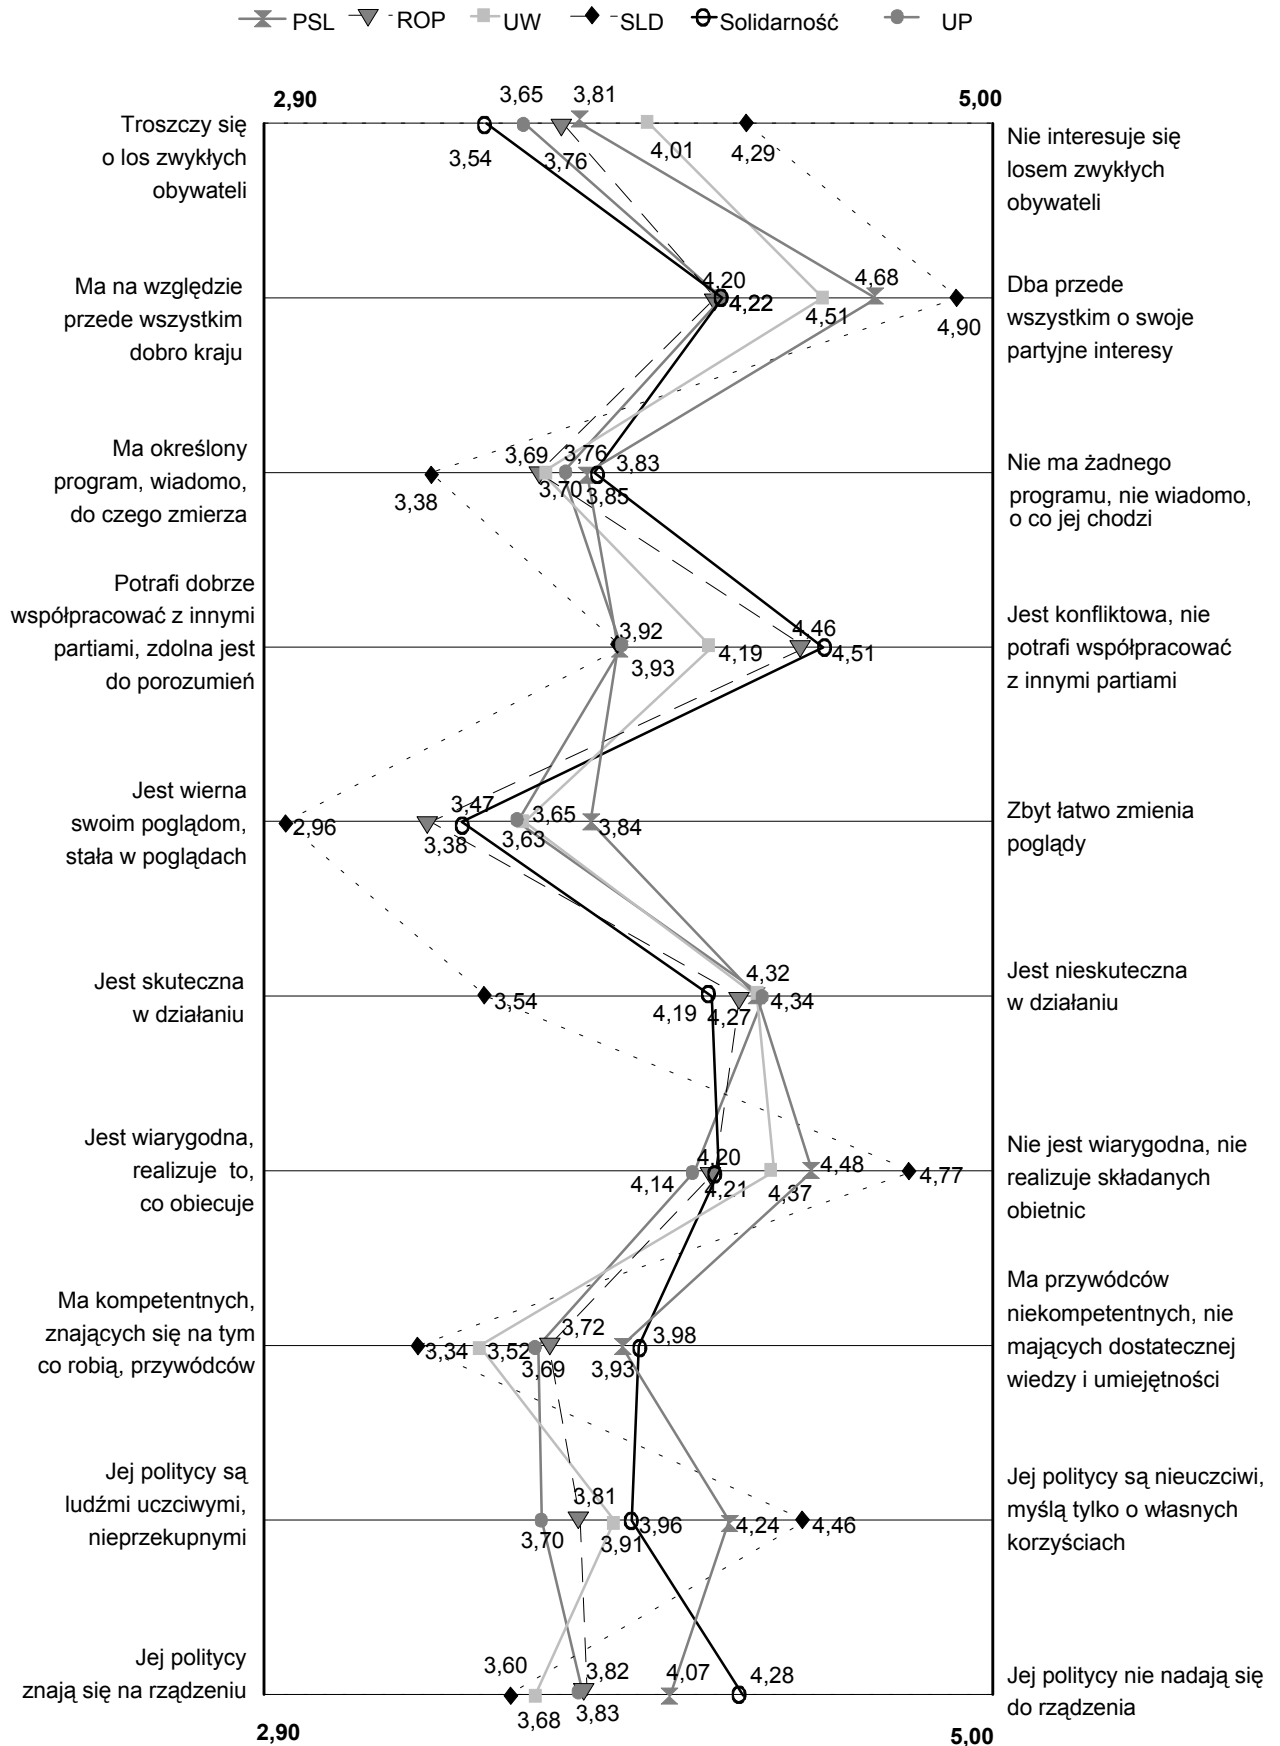 PSL ROP UW SLD Solidarność UP
2,90 3,65 3,81 5,00
Troszczy się
o los zwykłych
obywateli
3,54 3,76 4,01 4,29
Nie interuje się
losem zwykłych
obywateli
Ma na względzie
przede wszystkim
dobro kraju
4,20 4,68
4,22 4,51 4,90
Dba przede
wszystkim o swoje
partyjne interesy
Ma określony
program, wiadomo,
do czego zmierza
3,69 3,76 3,83
3,38 3,70 3,85
Nie ma żadnego
programu, nie wiadomo,
o co jej chodzi
Potrafi dobrze
współpracować z innymi
partiami, zdolna jest
do porozumień
3,92 4,46
3,93 4,19 4,51
Jest konfliktowa, nie
potrafi współpracować
z innymi partiami
Jest wierna
swoim poglądom,
stała w poglądach
3,47 3,65
2,96 3,38 3,63 3,84
Zbyt łatwo zmienia
poglądy
Jest skuteczna
w działaniu
4,32
3,54 4,19 4,27 4,34
Jest nieskuteczna
w działaniu
Jest wiarygodna,
realizuje to,
co obiecuje
4,20 4,48 4,77
4,14 4,21 4,37
Nie jest wiarygodna, nie
realizuje składanych
obietnic
Ma kompetentnych,
znających się na tym
co robią, przywódców
3,72 3,98
3,34 3,52 3,69 3,93
Ma przywódców
niekompetentnych, nie
mających dostatecznej
wiedzy i umiejętności
Jej politycy są
ludźmi uczciwymi,
nieprzekupnymi
3,81
3,70 3,91 3,96 4,24 4,46
Jej politycy są nieuczciwi,
myślą tylko o własnych
korzyściach
Jej politycy
znają się na rządzeniu
3,60 3,82 4,07 4,28
3,68 3,83
Jej politycy nie nadają się
do rządzenia
2,90 5,00